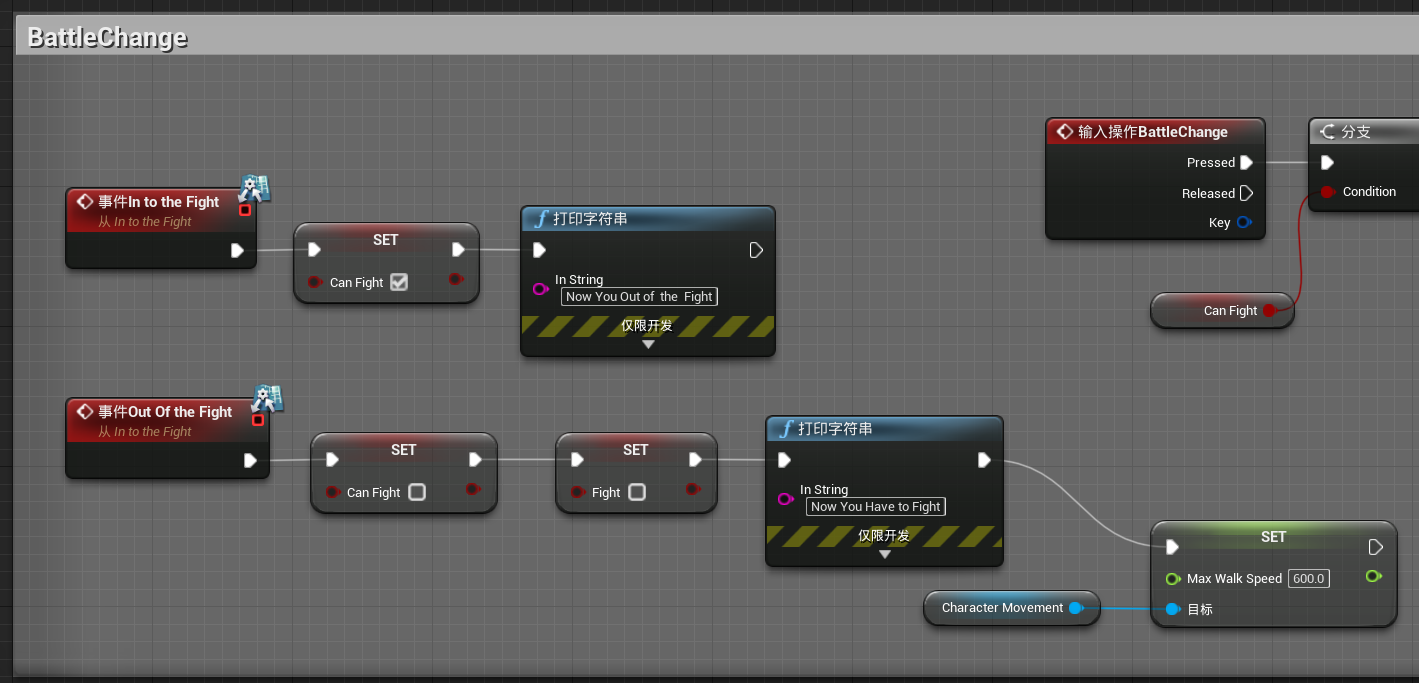 BattleChange
输入操作BattleChange
Pressed
Released
Key
分支
Condition
Can Fight
事件In to the Fight
从 In to the Fight
SET
Can Fight
打印字符串
In String
Now You Out of the Fight
仅限开发
事件Out Of the Fight
从 In to the Fight
SET
Can Fight
SET
Fight
打印字符串
In String
Now You Have to Fight
仅限开发
Character Movement
SET
Max Walk Speed 600.0
目标